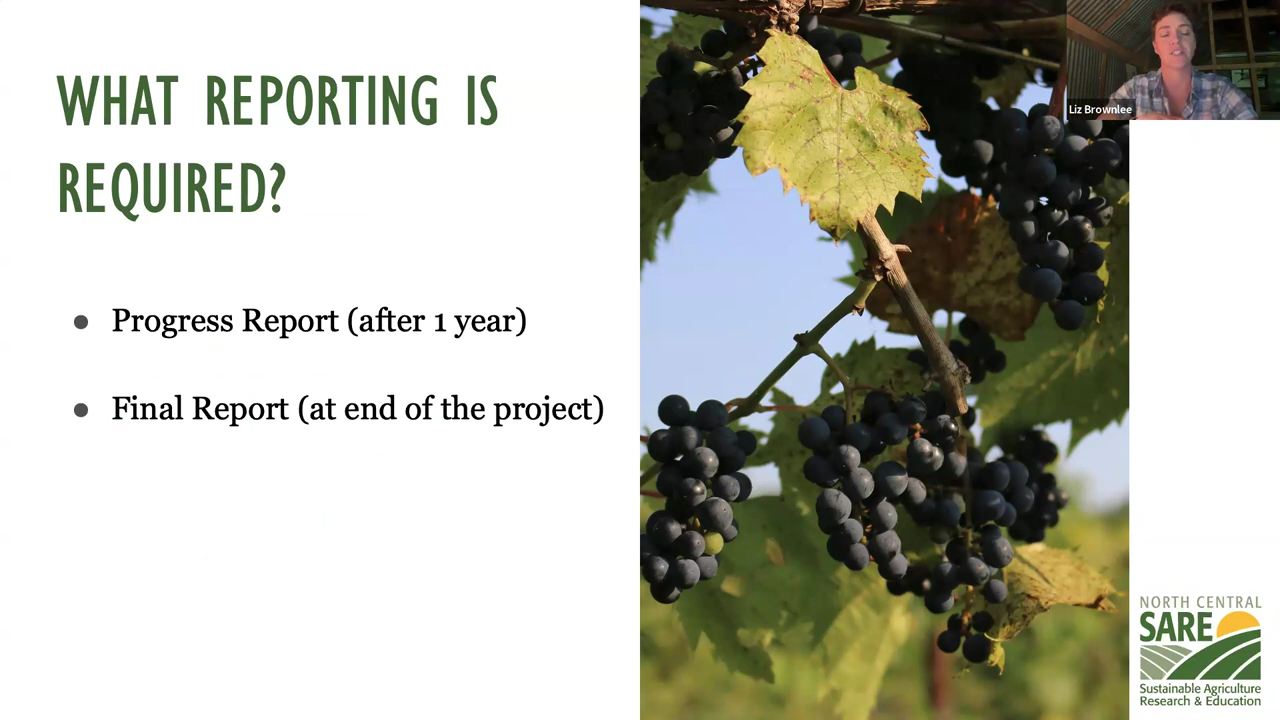 WHAT REPORTING IS
REQUIRED?
● Progress Report (after 1 year)
● Final Report (at end of the project)
Liz Brownlee
NORTH CENTRAL
SARE
Sustainable Agriculture
Research & Education